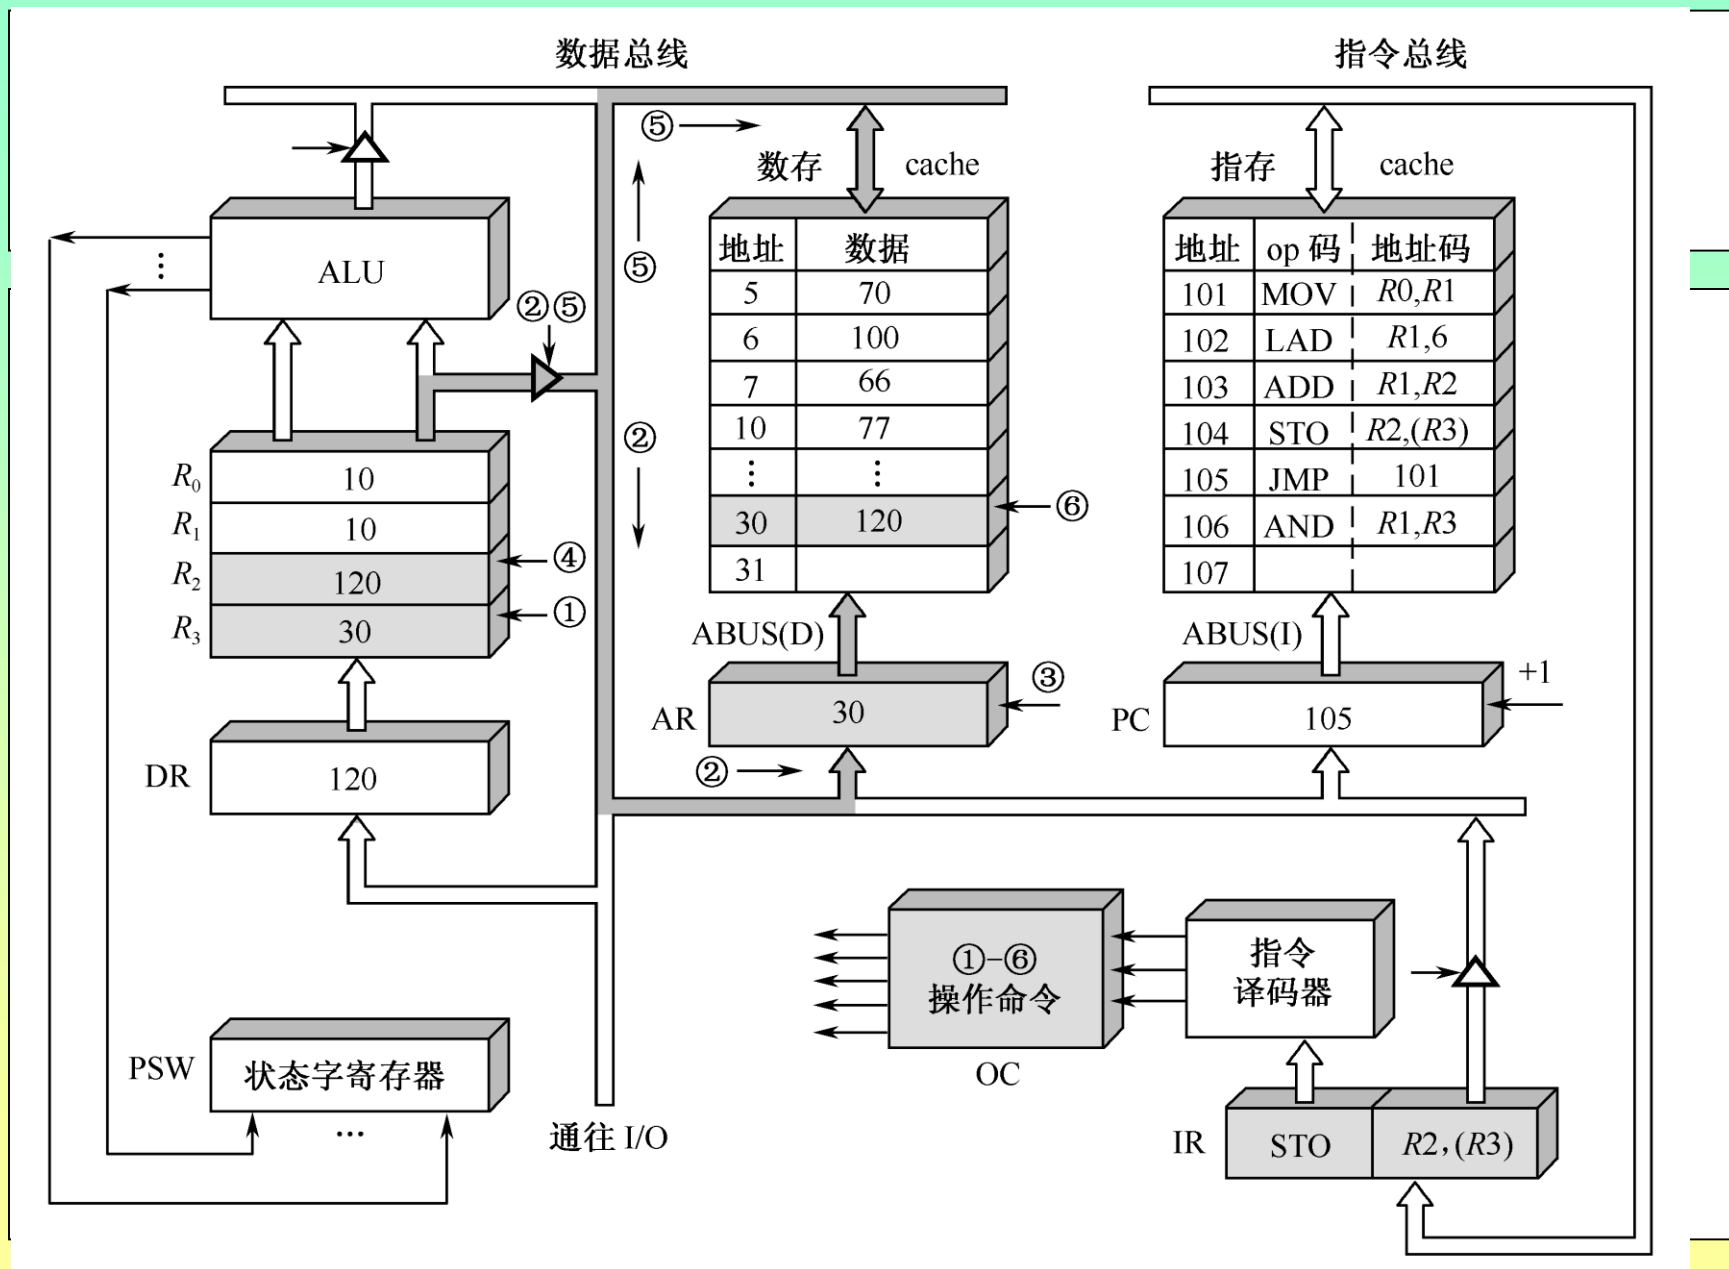 数据总线
指令总线
⑤
数存 cache
指存 cache
⑤
ALU
⋮
②⑤
地址 数据
5 70
6 100
7 66
10 77
⋮ ⋮
30 120
31
②
⑥
地址 op 码 地址码
101 MOV R0,R1
102 LAD R1,6
103 ADD R1,R2
104 STO R2,(R3)
105 JMP 101
106 AND R1,R3
107
R₀ 10
R₁ 10
R₂ 120
④
R₃ 30
①
ABUS(D)
ABUS(I)
AR 30
③
PC 105
+1
DR 120
②
①-⑥
操作命令
OC
指令
译码器
PSW 状态字寄存器
…
通往 I/O
IR STO R2,(R3)